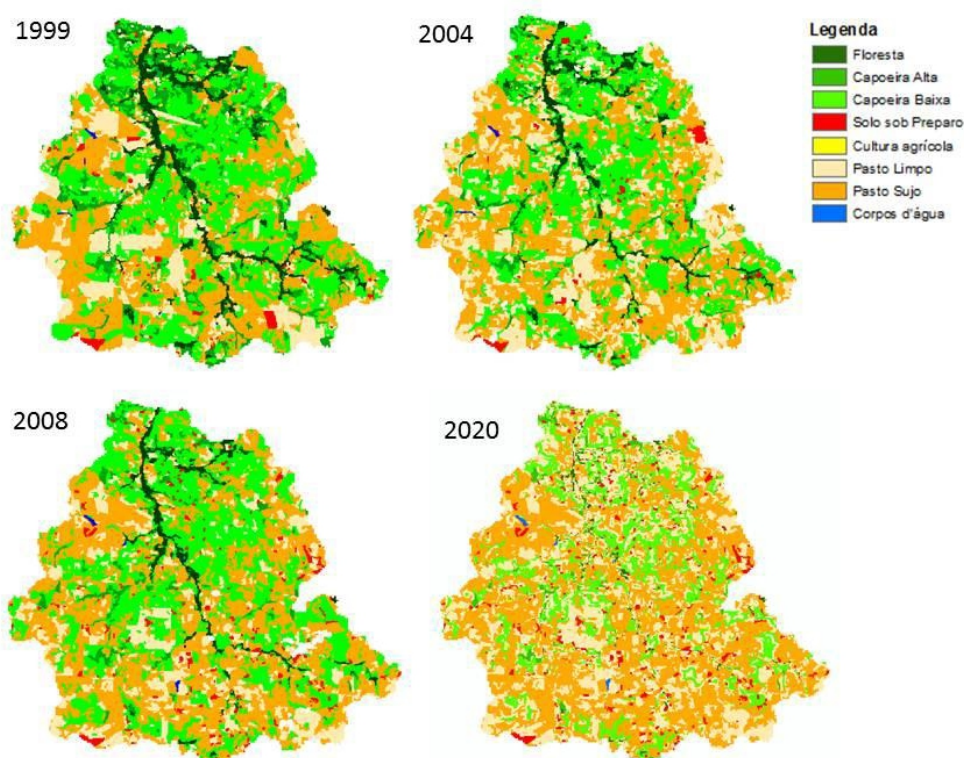 1999
2004
Legenda
Floresta
Capoeira Alta
Capoeira Baixa
Solo sob Preparo
Cultura agrícola
Pasto Limpo
Pasto Sujo
Corpos d'água
2008
2020